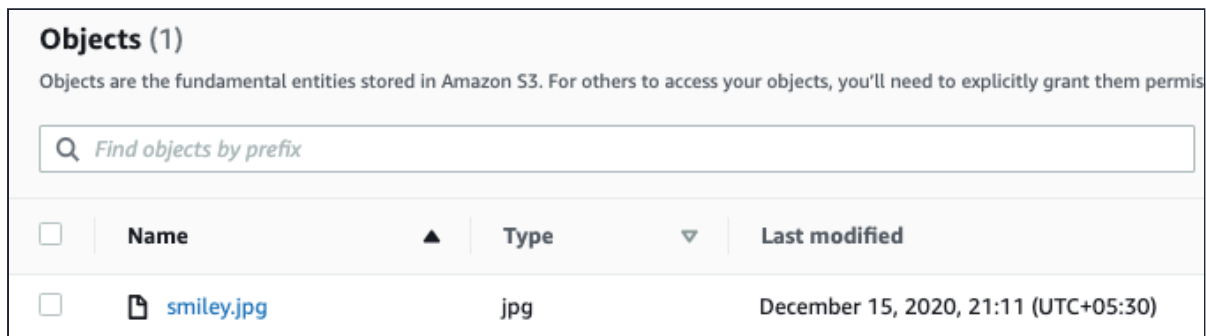 Objects (1)
Objects are the fundamental entities stored in Amazon S3. For others to access your objects, you'll need to explicitly grant them permis
Find objects by prefix
Name Type Last modified
smiley.jpg jpg December 15, 2020, 21:11 (UTC+05:30)